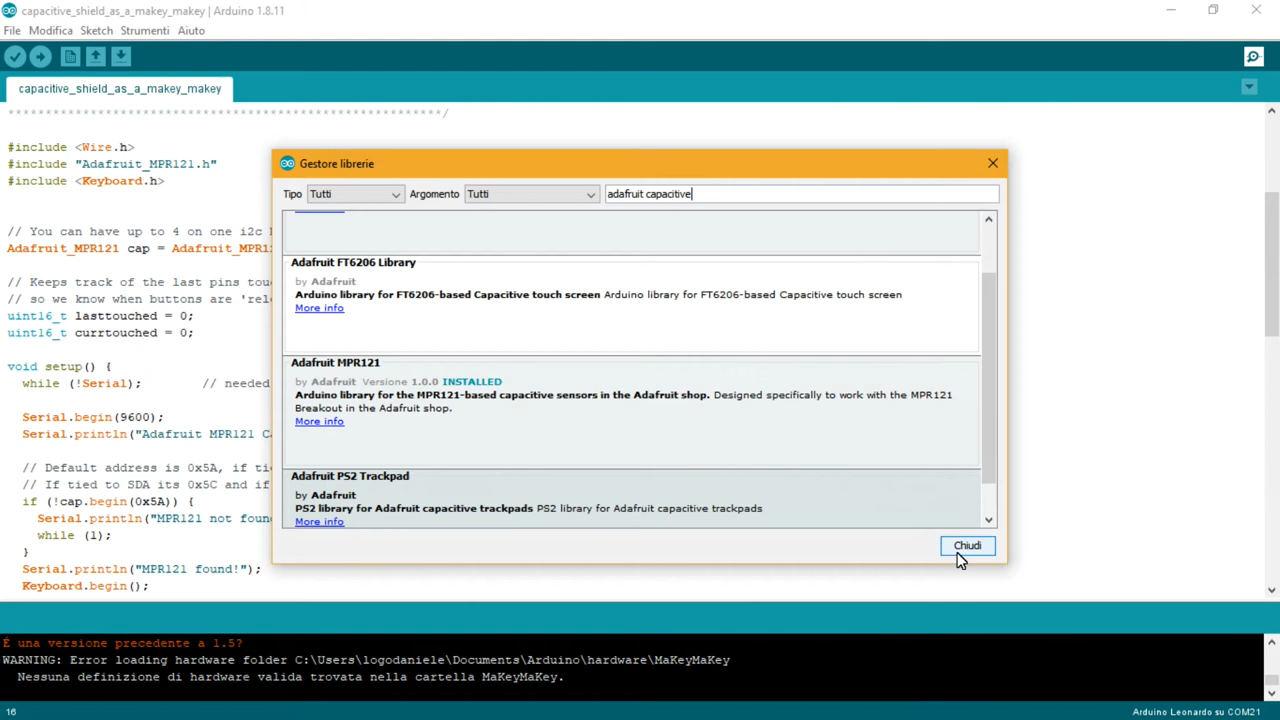 capacitive_shield_as_a_makey_makey | Arduino 1.8.11
File Modifica Sketch Strumenti Aiuto
capacitive_shield_as_a_makey_makey
***********************************************************/
#include <Wire.h>
#include "Adafruit_MPR121.h"
#include <Keyboard.h>
// You can have up to 4 on one i2c
Adafruit_MPR121 cap =
// Keeps track of the last pins
// so we know when buttons are
uint16_t lasttouched = 0;
uint16_t currtouched = 0;
void setup() {
while (!Serial); // needed
Serial.begin(9600);
Serial.println("Adafruit MPR121
// Default address is 0x5A, if
// If tied to SDA its 0x5C and if
if (!cap.begin(0x5A)) {
Serial.println("MPR121 not
while (1);
}
Serial.println("MPR121 found!");
Keyboard.begin();
Gestore librerie
Tipo Tutti Argomento Tutti adafruit capacitive
Adafruit FT6206 Library
by Adafruit
Arduino library for FT6206-based Capacitive touch screen Arduino library for FT6206-based Capacitive touch screen
More info
Adafruit MPR121
by Adafruit Versione 1.0.0 INSTALLED
Arduino library for the MPR121-based capacitive sensors in the Adafruit shop. Designed specifically to work with the MPR121
Breakout in the Adafruit shop.
More info
Adafruit PS2 Trackpad
by Adafruit
PS2 library for Adafruit capacitive trackpads PS2 library for Adafruit capacitive trackpads
More info
Chiudi
É una versione precedente a 1.5?
WARNING: Error loading hardware folder C:\Users\logodaniele\Documents\Arduino\hardware\MaKeyMaKey
Nessuna definizione di hardware valida trovata nella cartella MaKeyMaKey.
16 Arduino Leonardo su COM21